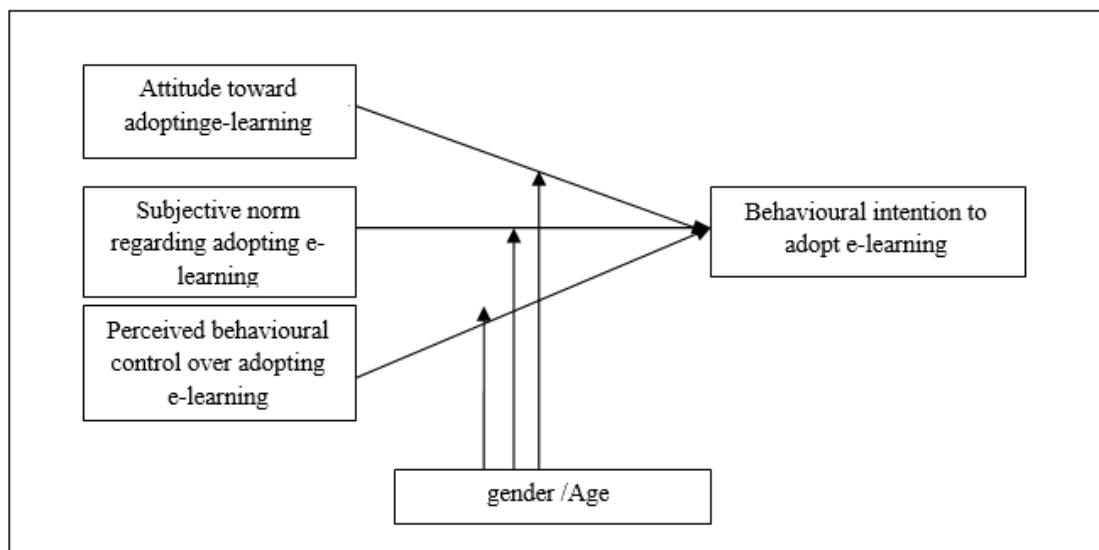 Attitude toward
adoptinge-learning
Subjective norm
regarding adopting e-
learning
Perceived behavioural
control over adopting
e-learning
Behavioural intention to
adopt e-learning
gender /Age